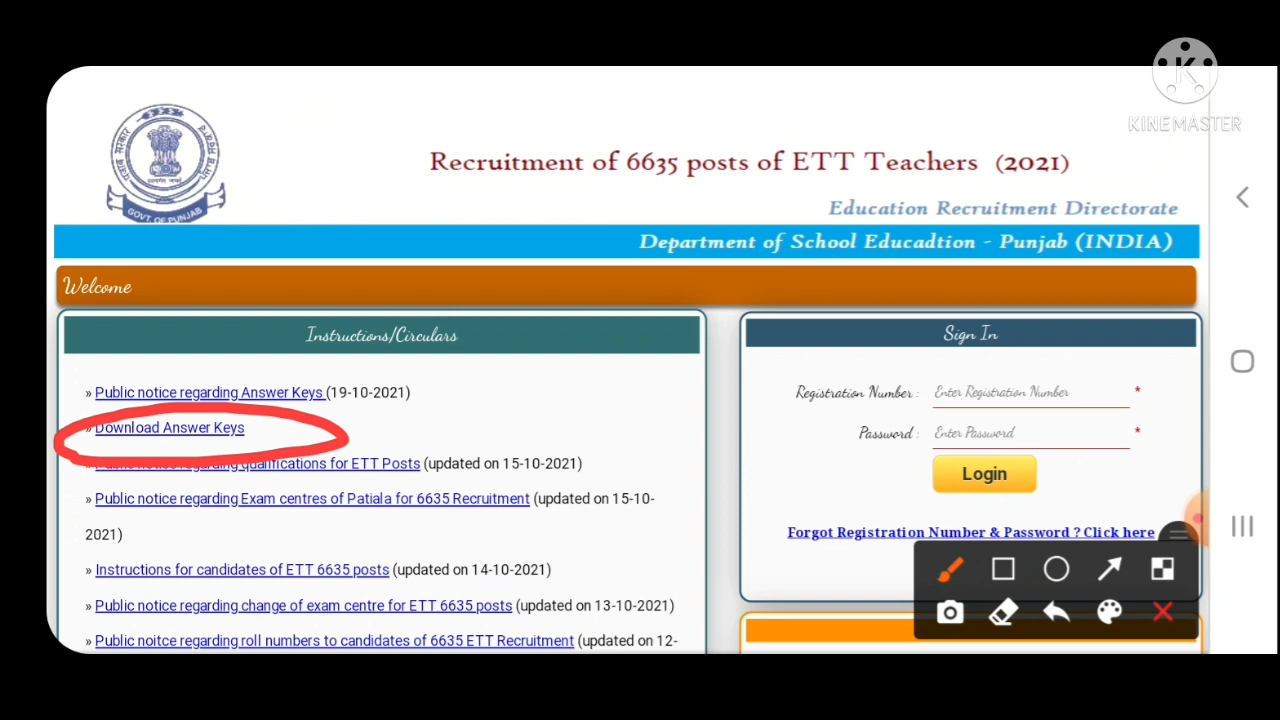 KINEMASTER
Recruitment of 6635 posts of ETT Teachers (2021)
GOVT. OF PUNJAB
Education Recruitment Directorate
Department of School Educadtion - Punjab (INDIA)
Welcome
Instructions/Circulars
» Public notice regarding Answer Keys (19-10-2021)
» Download Answer Keys
» Public notice regarding qualifications for ETT Posts (updated on 15-10-2021)
» Public notice regarding Exam centres of Patiala for 6635 Recruitment (updated on 15-10-
2021)
» Instructions for candidates of ETT 6635 posts (updated on 14-10-2021)
» Public notice regarding change of exam centre for ETT 6635 posts (updated on 13-10-2021)
» Public noitce regarding roll numbers to candidates of 6635 ETT Recruitment (updated on 12-
Sign In
Registration Number : Enter Registration Number *
Password : Enter Password *
Login
Forgot Registration Number & Password ? Click here